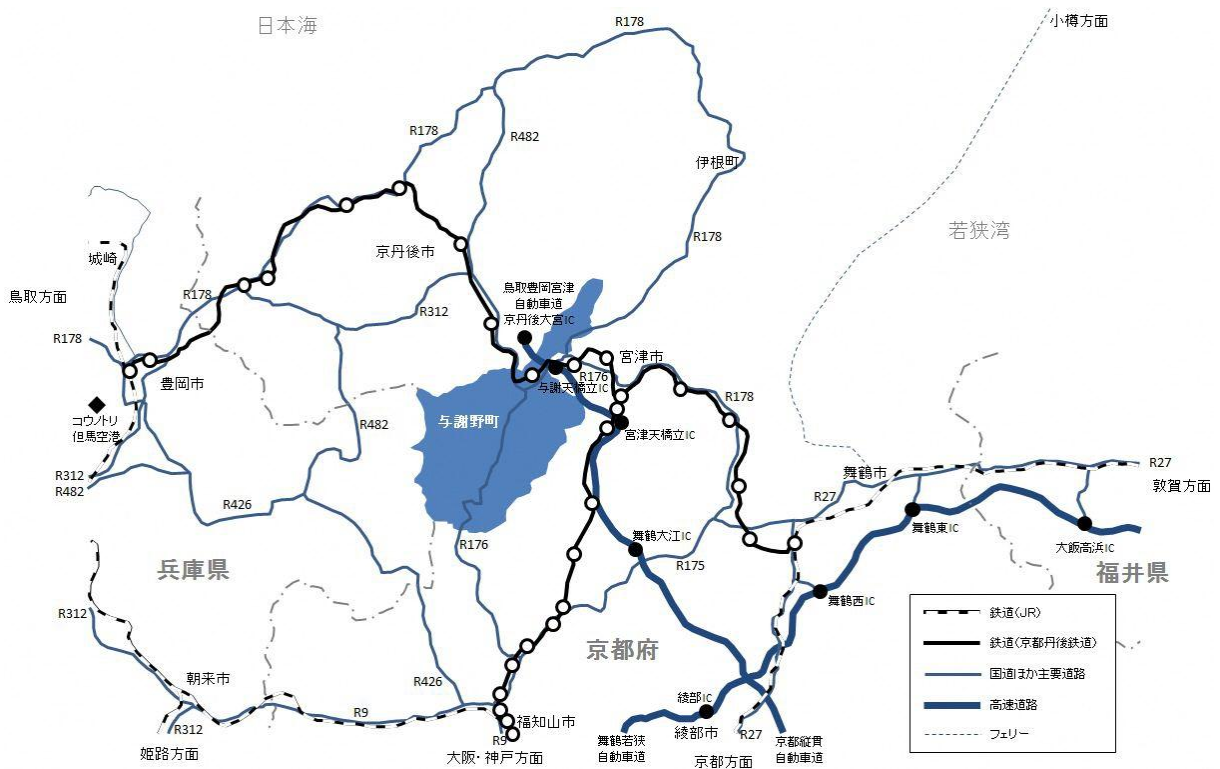 日本海
R178
小樽方面
R178
R482
伊根町
若狭湾
京丹後市
R178
城崎
鳥取方面
R178
R312
鳥取豊岡宮津
自動車道
京丹後大宮IC
R178
豊岡市
宮津市
R176
与謝天橋立IC
R178
コウノトリ
但馬空港
与謝野町
R482
宮津天橋立IC
R312
R482
R426
舞鶴市
R27
R27
敦賀方面
舞鶴東IC
大飯高浜IC
舞鶴大江IC
R176
R175
兵庫県
福井県
舞鶴西IC
R312
京都府
鉄道(JR)
鉄道(京都丹後鉄道)
国道ほか主要道路
高速道路
フェリー
朝来市
R426
R9
綾部IC
綾部市
福知山市
R312
R9
R27
姫路方面
大阪・神戸方面
舞鶴若狭
自動車道
京都方面
京都縦貫
自動車道